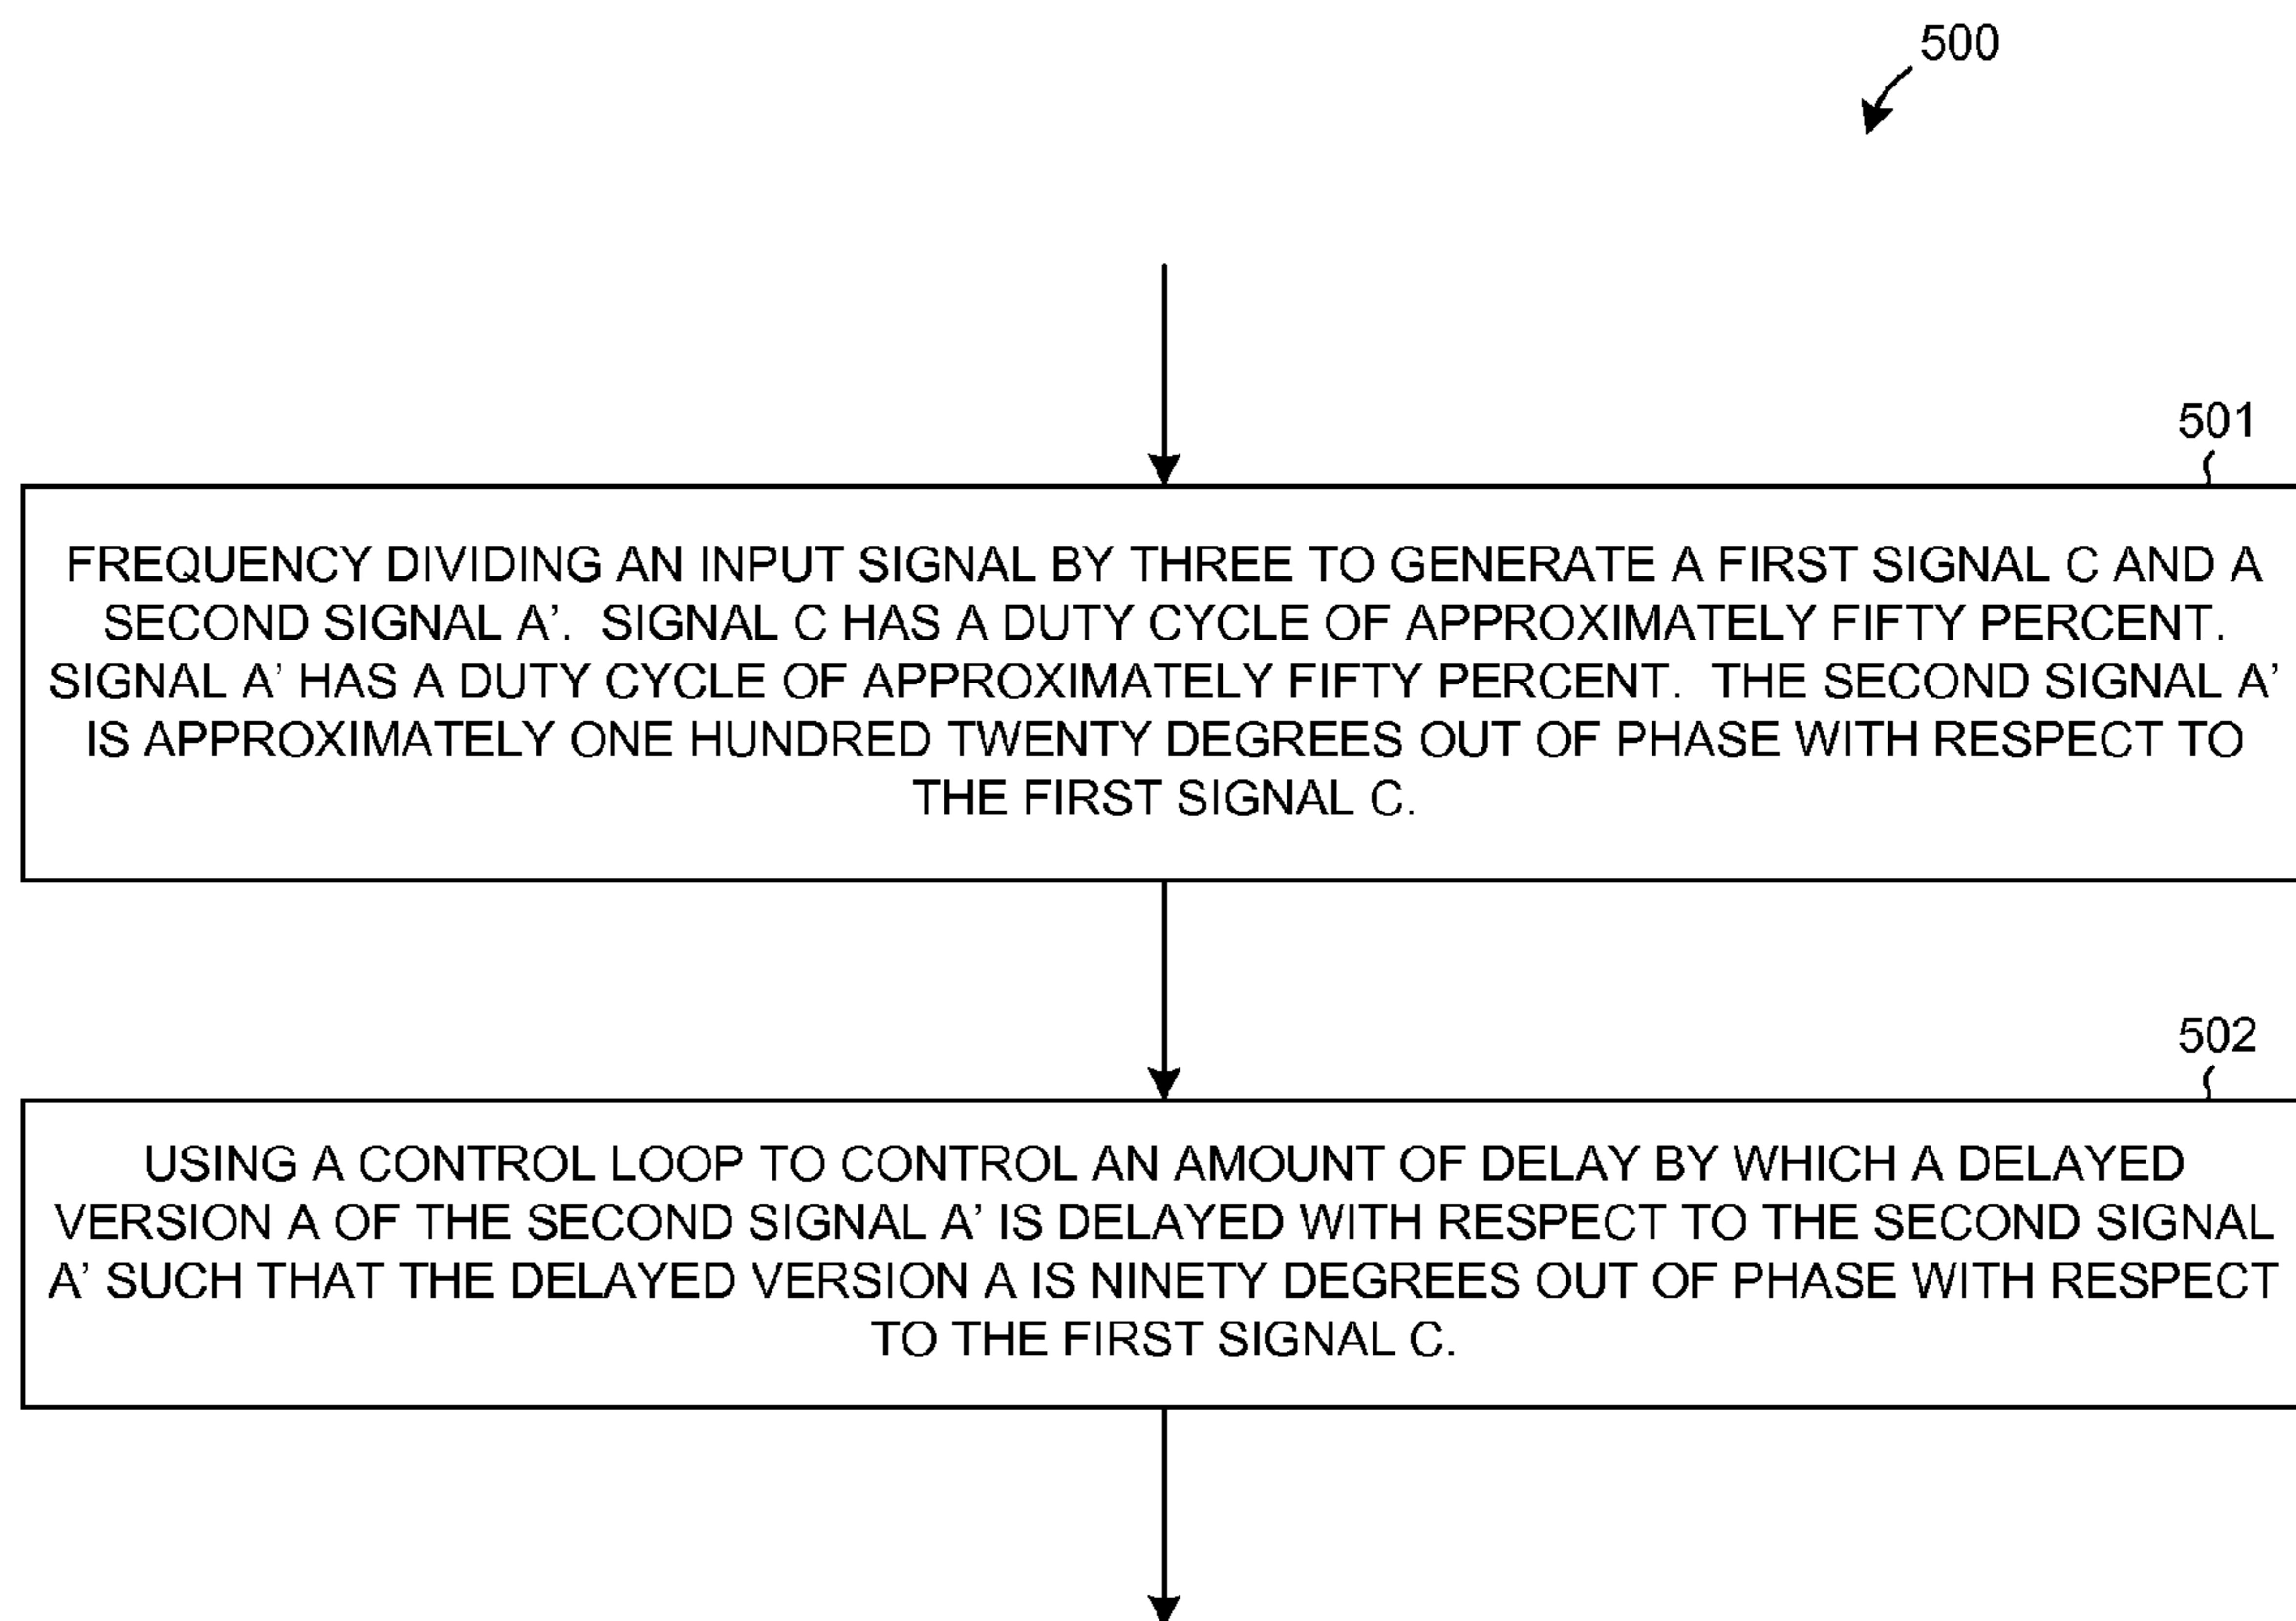 500
501
FREQUENCY DIVIDING AN INPUT SIGNAL BY THREE TO GENERATE A FIRST SIGNAL C AND A
SECOND SIGNAL A'. SIGNAL C HAS A DUTY CYCLE OF APPROXIMATELY FIFTY PERCENT.
SIGNAL A' HAS A DUTY CYCLE OF APPROXIMATELY FIFTY PERCENT. THE SECOND SIGNAL A'
IS APPROXIMATELY ONE HUNDRED TWENTY DEGREES OUT OF PHASE WITH RESPECT TO
THE FIRST SIGNAL C.
502
USING A CONTROL LOOP TO CONTROL AN AMOUNT OF DELAY BY WHICH A DELAYED
VERSION A OF THE SECOND SIGNAL A' IS DELAYED WITH RESPECT TO THE SECOND SIGNAL
A' SUCH THAT THE DELAYED VERSION A IS NINETY DEGREES OUT OF PHASE WITH RESPECT
TO THE FIRST SIGNAL C.